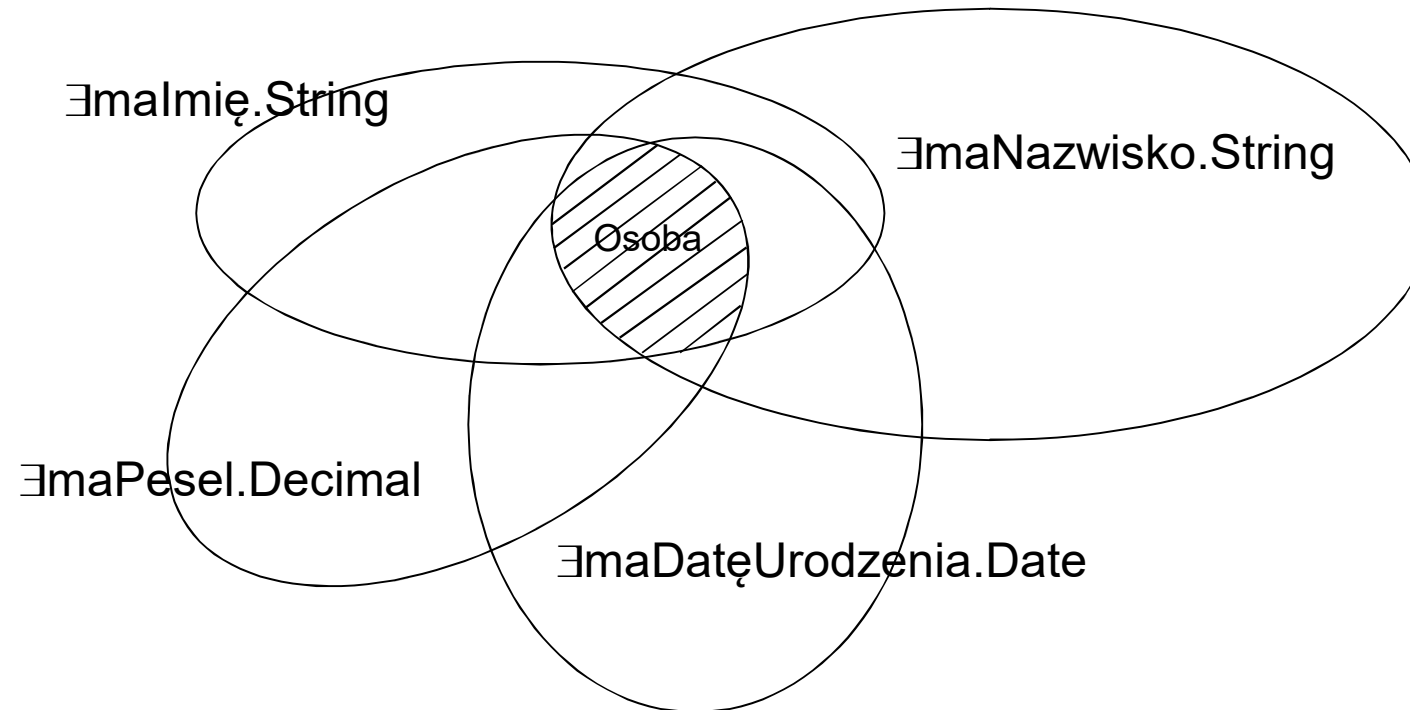 ∃maImię.String
∃maNazwisko.String
Osoba
∃maPesel.Decimal
∃maDatęUrodzenia.Date